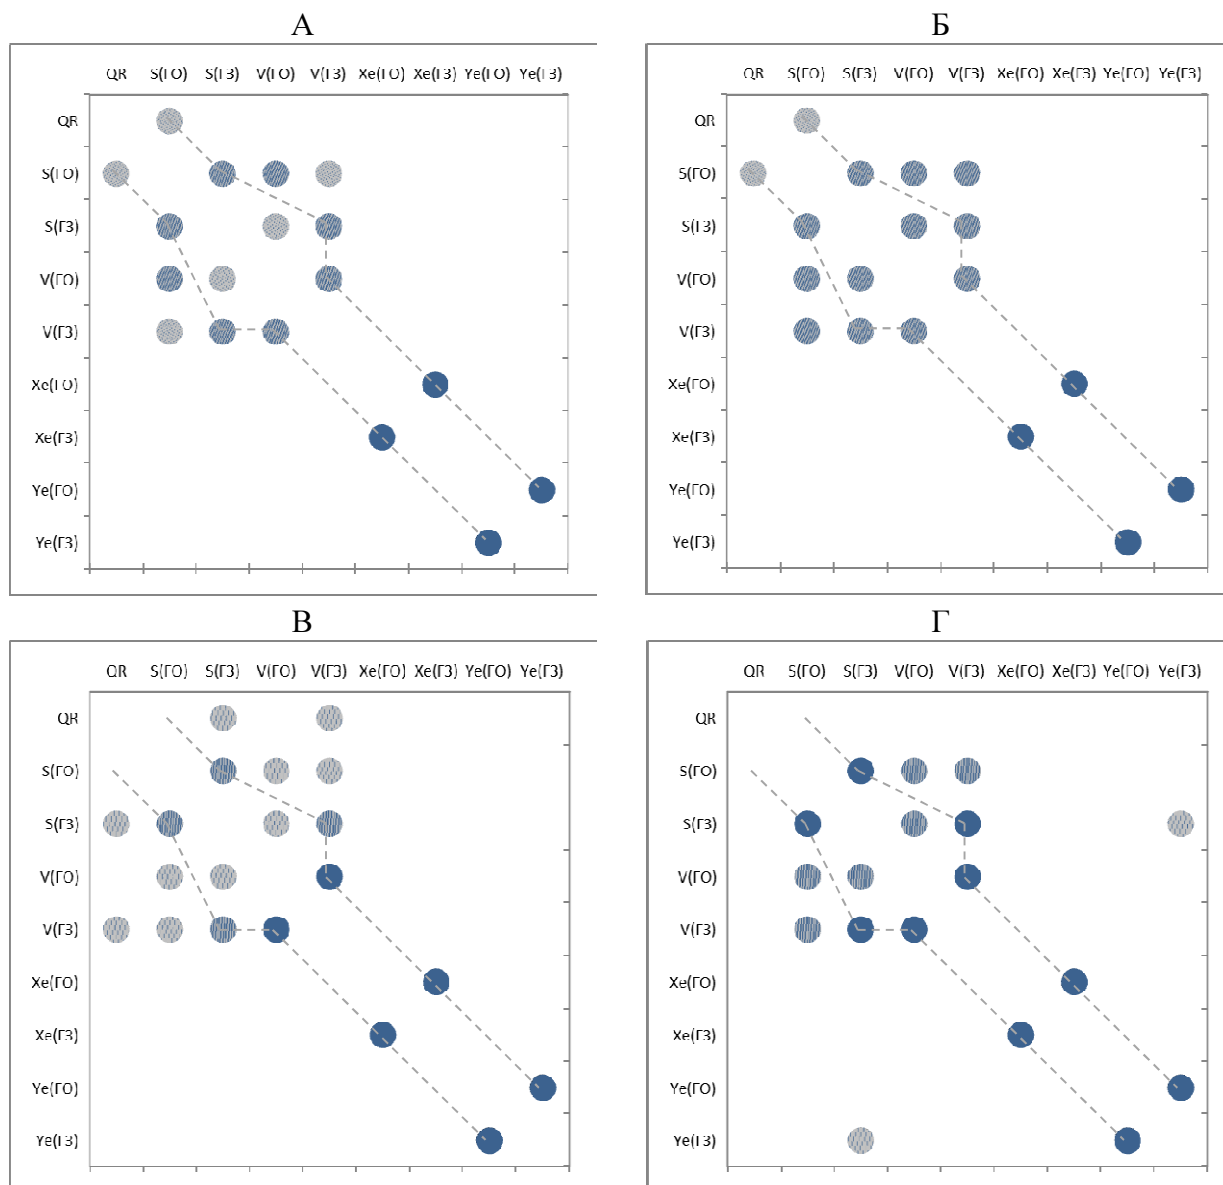 А
Б
QR S(ГО) S(ГЗ) V(ГО) V(ГЗ) Xe(ГО) Xe(ГЗ) Ye(ГО) Ye(ГЗ)
QR
S(ГО)
S(ГЗ)
V(ГО)
V(ГЗ)
Xe(ГО)
Xe(ГЗ)
Ye(ГО)
Ye(ГЗ)
QR S(ГО) S(ГЗ) V(ГО) V(ГЗ) Xe(ГО) Xe(ГЗ) Ye(ГО) Ye(ГЗ)
QR
S(ГО)
S(ГЗ)
V(ГО)
V(ГЗ)
Xe(ГО)
Xe(ГЗ)
Ye(ГО)
Ye(ГЗ)
В
Г
QR S(ГО) S(ГЗ) V(ГО) V(ГЗ) Xe(ГО) Xe(ГЗ) Ye(ГО) Ye(ГЗ)
QR
S(ГО)
S(ГЗ)
V(ГО)
V(ГЗ)
Xe(ГО)
Xe(ГЗ)
Ye(ГО)
Ye(ГЗ)
QR S(ГО) S(ГЗ) V(ГО) V(ГЗ) Xe(ГО) Xe(ГЗ) Ye(ГО) Ye(ГЗ)
QR
S(ГО)
S(ГЗ)
V(ГО)
V(ГЗ)
Xe(ГО)
Xe(ГЗ)
Ye(ГО)
Ye(ГЗ)